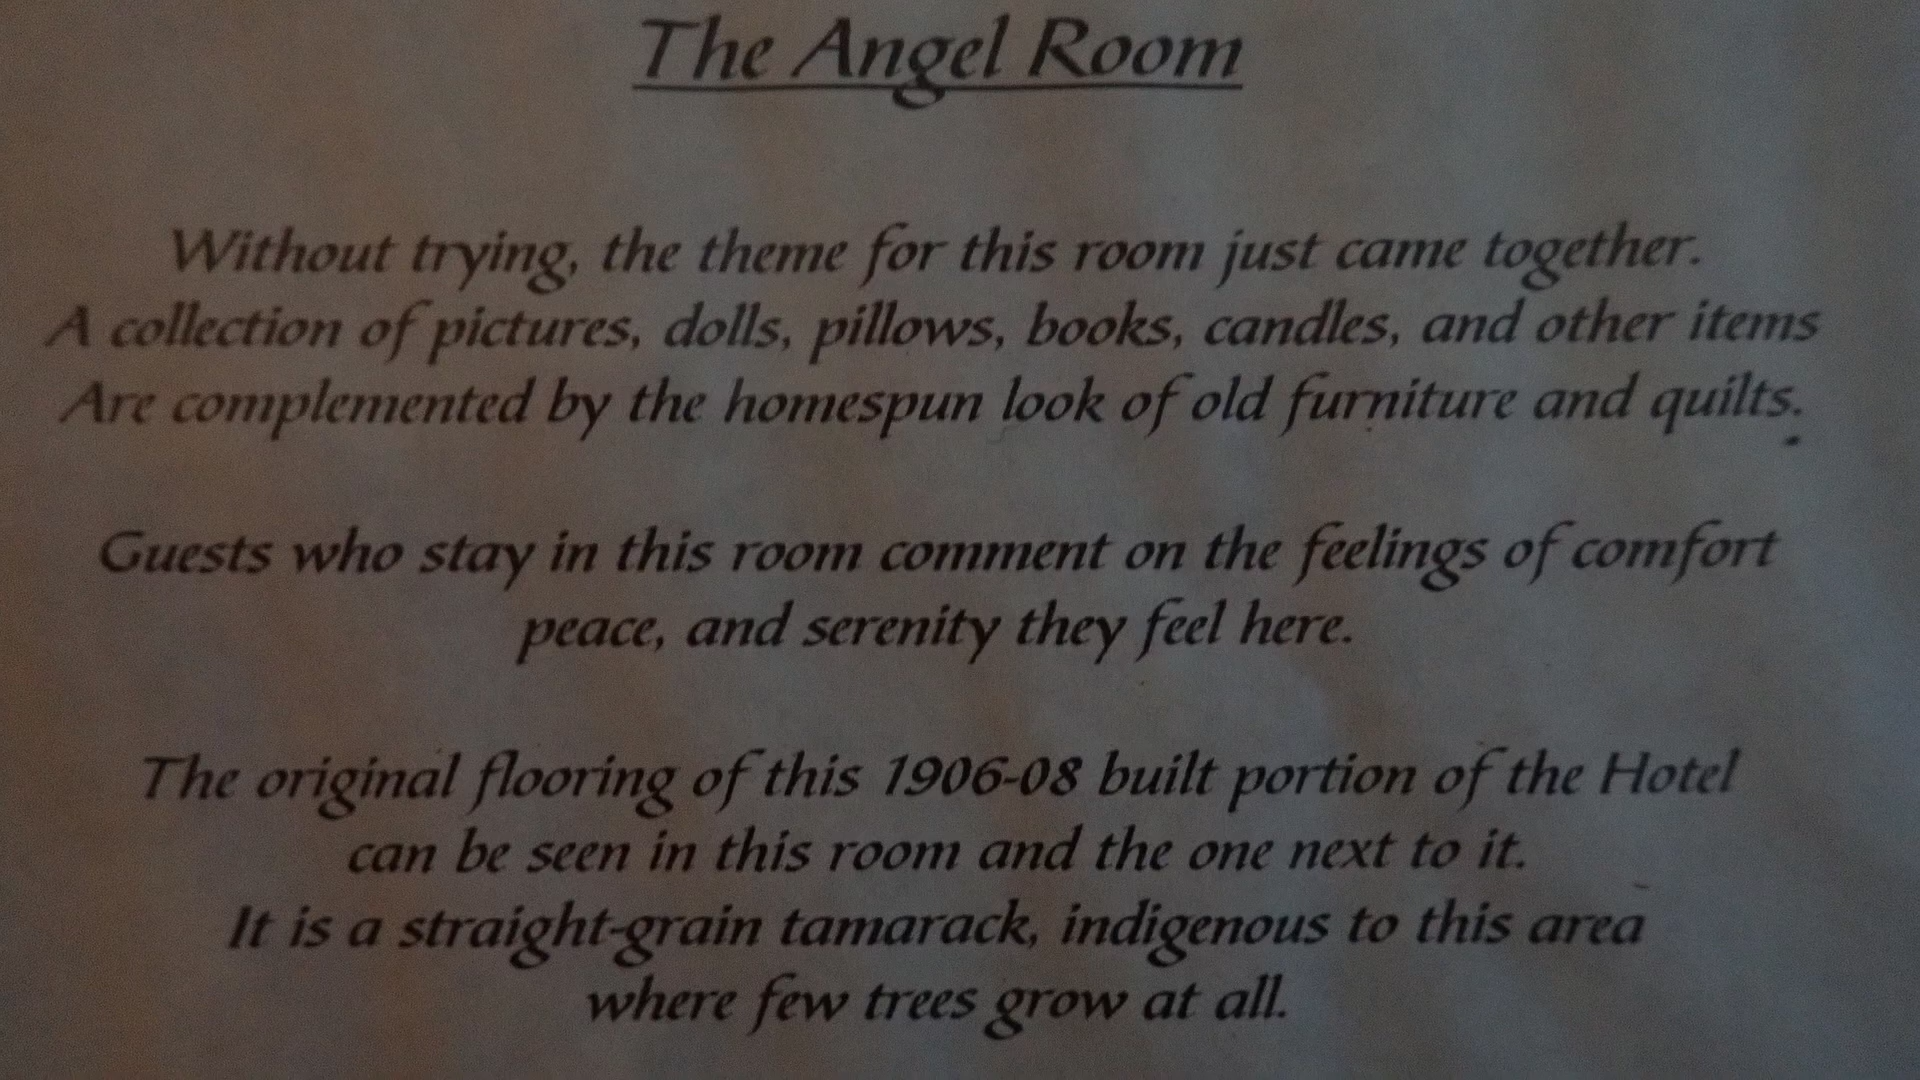 The Angel Room
Without trying, the theme for this room just came together.
A collection of pictures, dolls, pillows, books, candles, and other items
Are complemented by the homespun look of old furniture and quilts.
Guests who stay in this room comment on the feelings of comfort
peace, and serenity they feel here.
The original flooring of this 1906-08 built portion of the Hotel
can be seen in this room and the one next to it.
It is a straight-grain tamarack, indigenous to this area
where few trees grow at all.